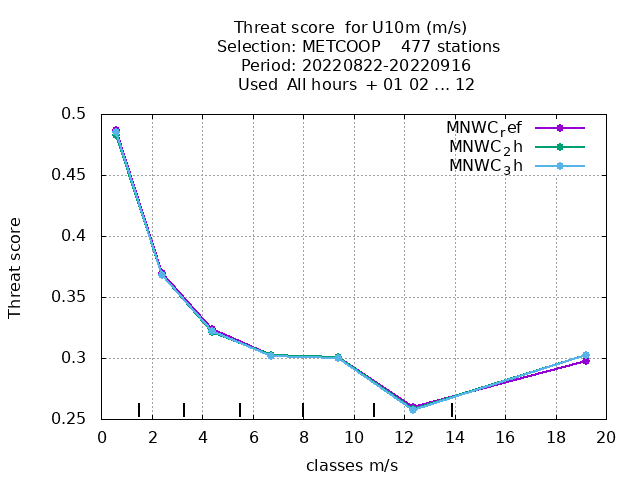 Threat score  for U10m (m/s)
Selection: METCOOP    477 stations
Period: 20220822-20220916
Used  All hours  + 01 02 ... 12
MNWC_ref
MNWC_2h
MNWC_3h
0.5
0.45
0.4
0.35
0.3
0.25
Threat score
0 2 4 6 8 10 12 14 16 18 20
classes m/s